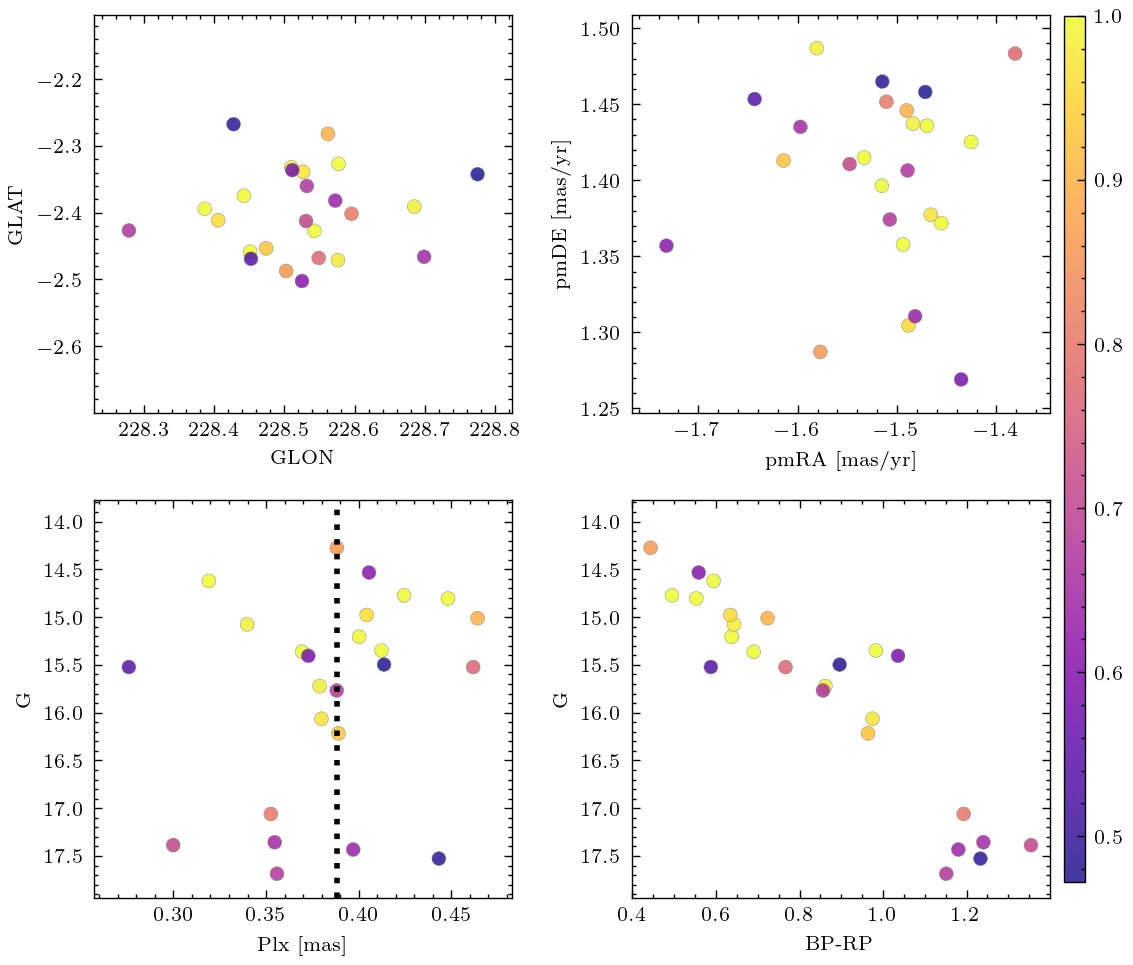 −2.2
−2.3
−2.4
−2.5
−2.6
GLAT
228.3 228.4 228.5 228.6 228.7 228.8
GLON
1.50
1.45
1.40
1.35
1.30
1.25
pmDE [mas/yr]
−1.7 −1.6 −1.5 −1.4
pmRA [mas/yr]
1.0
0.9
0.8
0.7
0.6
0.5
14.0
14.5
15.0
15.5
16.0
16.5
17.0
17.5
G
0.30 0.35 0.40 0.45
Plx [mas]
14.0
14.5
15.0
15.5
16.0
16.5
17.0
17.5
G
0.4 0.6 0.8 1.0 1.2
BP-RP